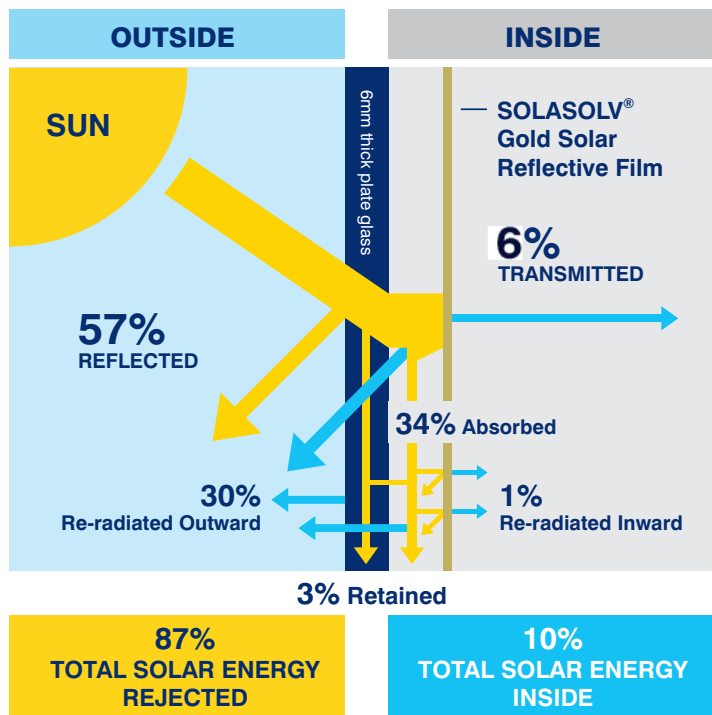 OUTSIDE
INSIDE
SUN
6mm thick plate glass
SOLASOLV®
Gold Solar
Reflective Film
6%
TRANSMITTED
57%
REFLECTED
34% Absorbed
30%
Re-radiated Outward
1%
Re-radiated Inward
3% Retained
87%
TOTAL SOLAR ENERGY
REJECTED
10%
TOTAL SOLAR ENERGY
INSIDE